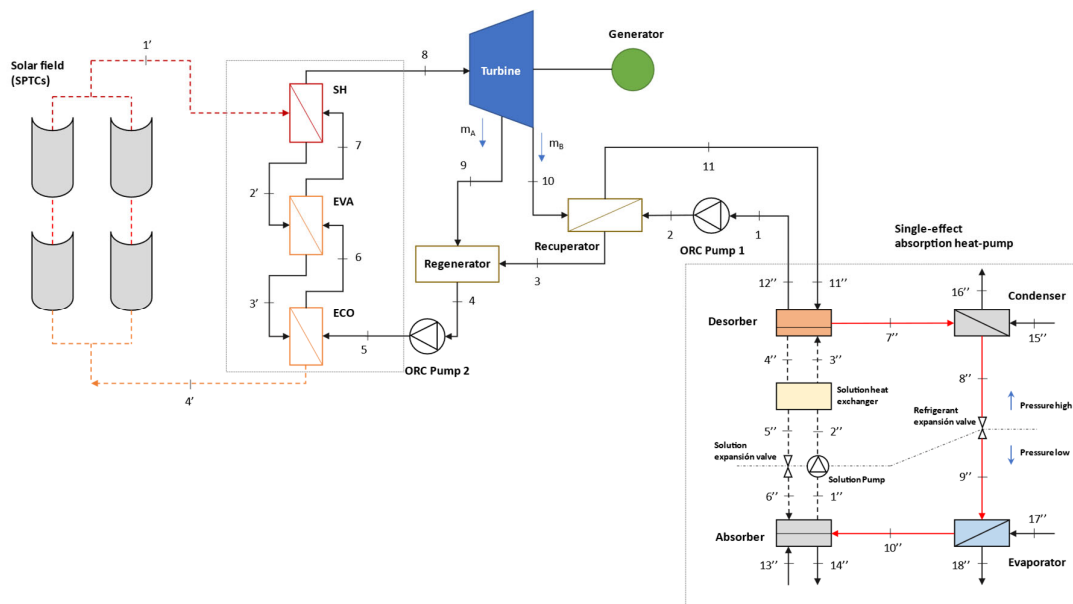 1’
Solar field
(SPTCs)
8
Turbine
Generator
SH
7
2’
EVA
6
3’
ECO
5
4’
m_A
m_B
9
10
11
Regenerator
Recuperator
3
4
2
1
ORC Pump 1
ORC Pump 2
Single-effect
absorption heat-pump
12’’
11’’
16’’
Condenser
Desorber
7’’
15’’
4’’
3’’
8’’
Solution heat
exchanger
Pressure high
Refrigerant
expansión valve
5’’
2’’
Solution
expansión valve
Solution Pump
Pressure low
6’’
1’’
9’’
17’’
Absorber
10’’
Evaporator
13’’
14’’
18’’